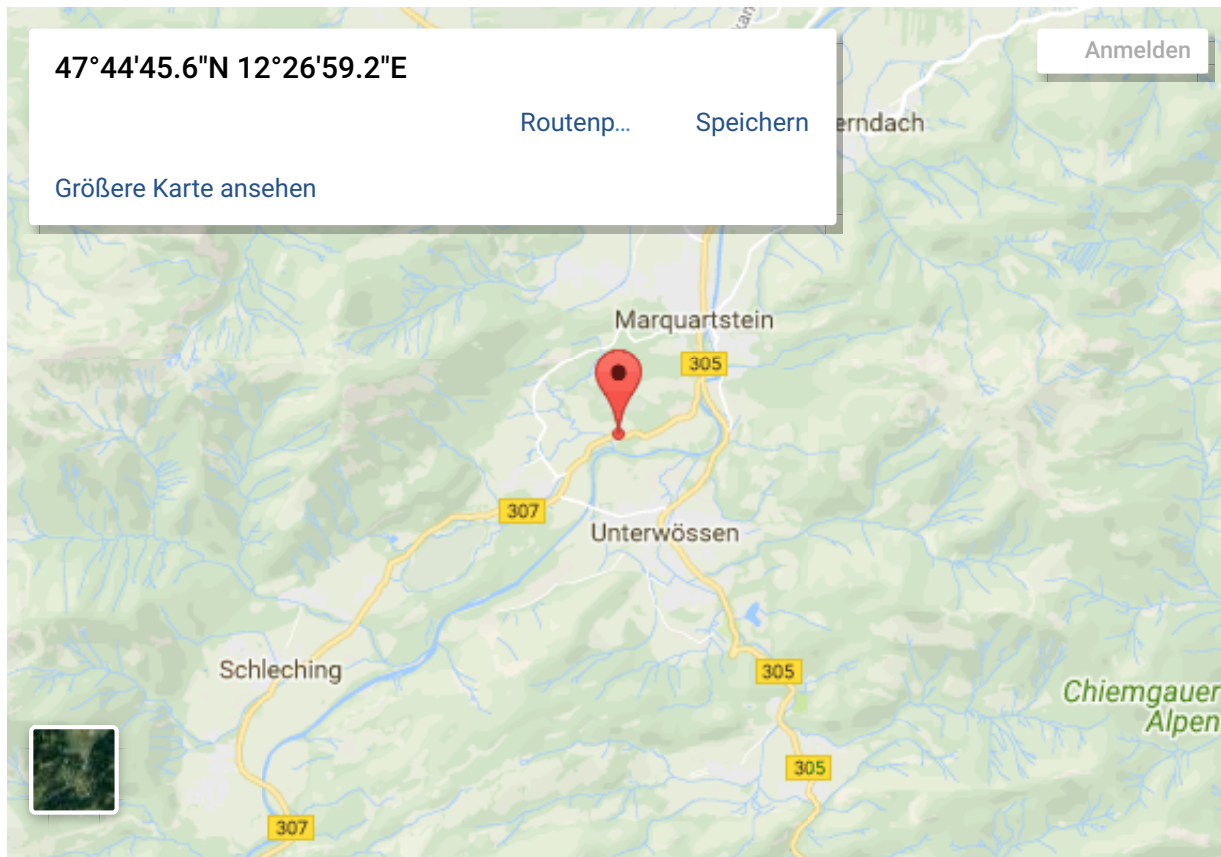 47°44'45.6"N 12°26'59.2"E
Anmelden
Routenp...
Speichern
erndach
Größere Karte ansehen
Marquartstein
305
307
Unterwössen
Schleching
305
Chiemgauer
Alpen
305
307